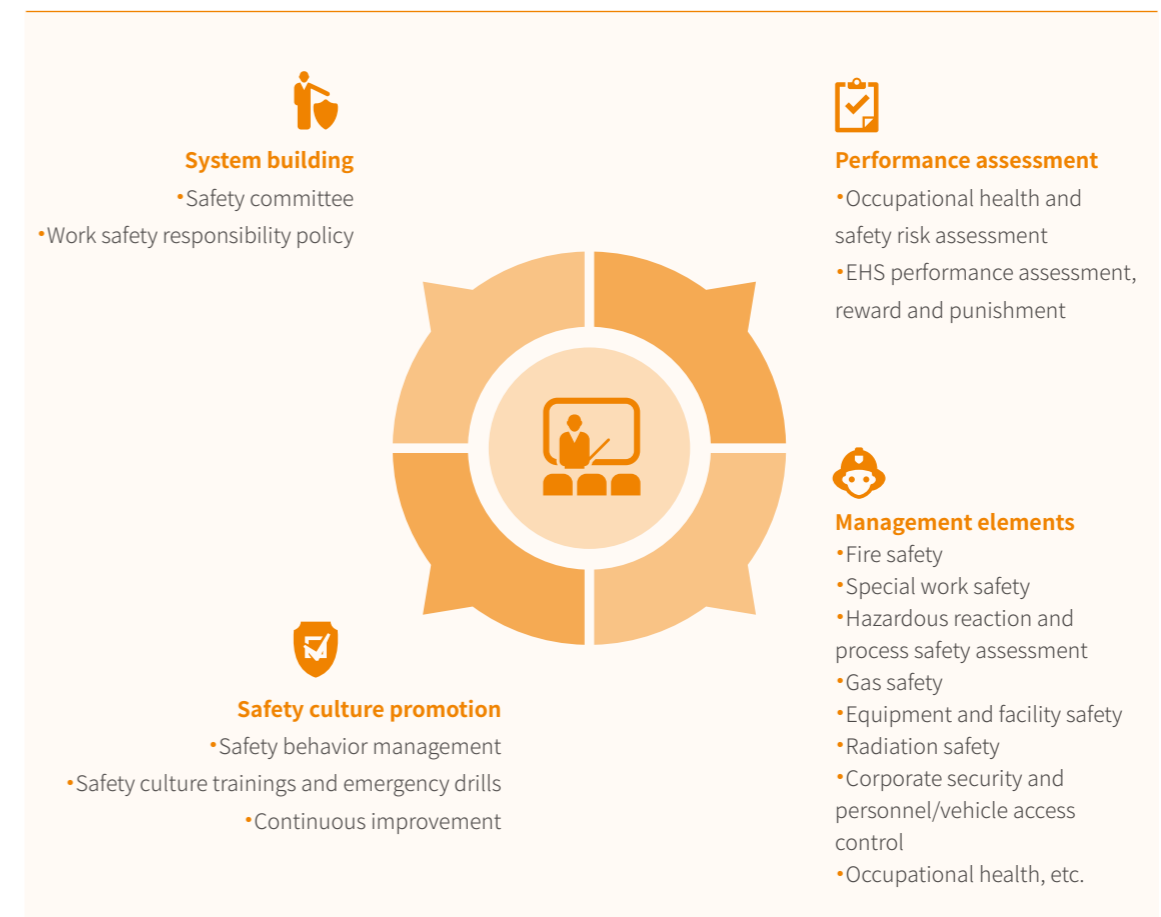 System building
•Safety committee
•Work safety responsibility policy
Performance assessment
•Occupational health and
safety risk assessment
•EHS performance assessment,
reward and punishment
Safety culture promotion
•Safety behavior management
•Safety culture trainings and emergency drills
•Continuous improvement
Management elements
•Fire safety
•Special work safety
•Hazardous reaction and
process safety assessment
•Gas safety
•Equipment and facility safety
•Radiation safety
•Corporate security and
personnel/vehicle access
control
•Occupational health, etc.